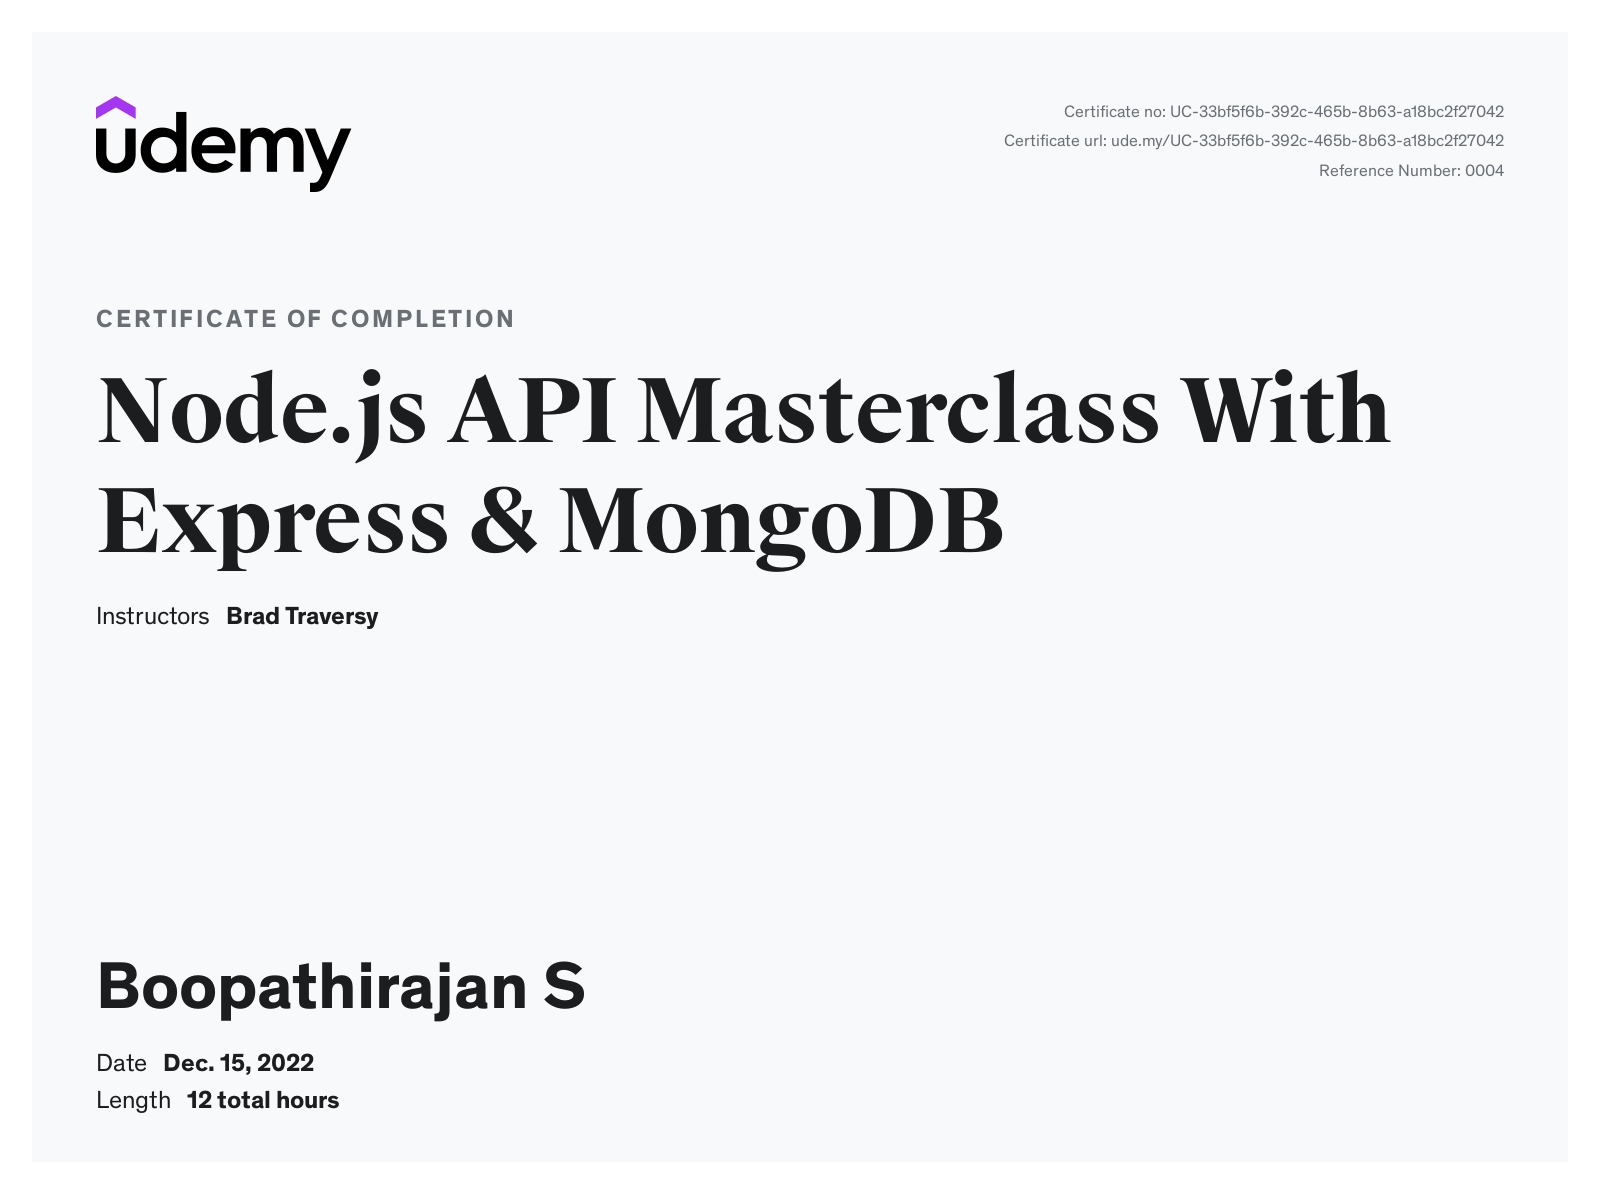 udemy
Certificate no: UC-33bf5f6b-392c-465b-8b63-a18bc2f27042
Certificate url: ude.my/UC-33bf5f6b-392c-465b-8b63-a18bc2f27042
Reference Number: 0004
CERTIFICATE OF COMPLETION
Node.js API Masterclass With
Express & MongoDB
Instructors Brad Traversy
Boopathirajan S
Date Dec. 15, 2022
Length 12 total hours